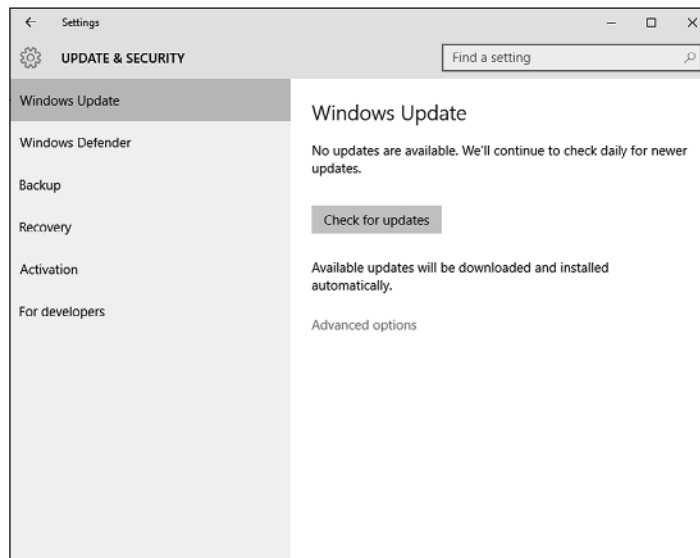 Settings
UPDATE & SECURITY
Find a setting
Windows Update
Windows Defender
Backup
Recovery
Activation
For developers
Windows Update
No updates are available. We'll continue to check daily for newer
updates.
Check for updates
Available updates will be downloaded and installed
automatically.
Advanced options